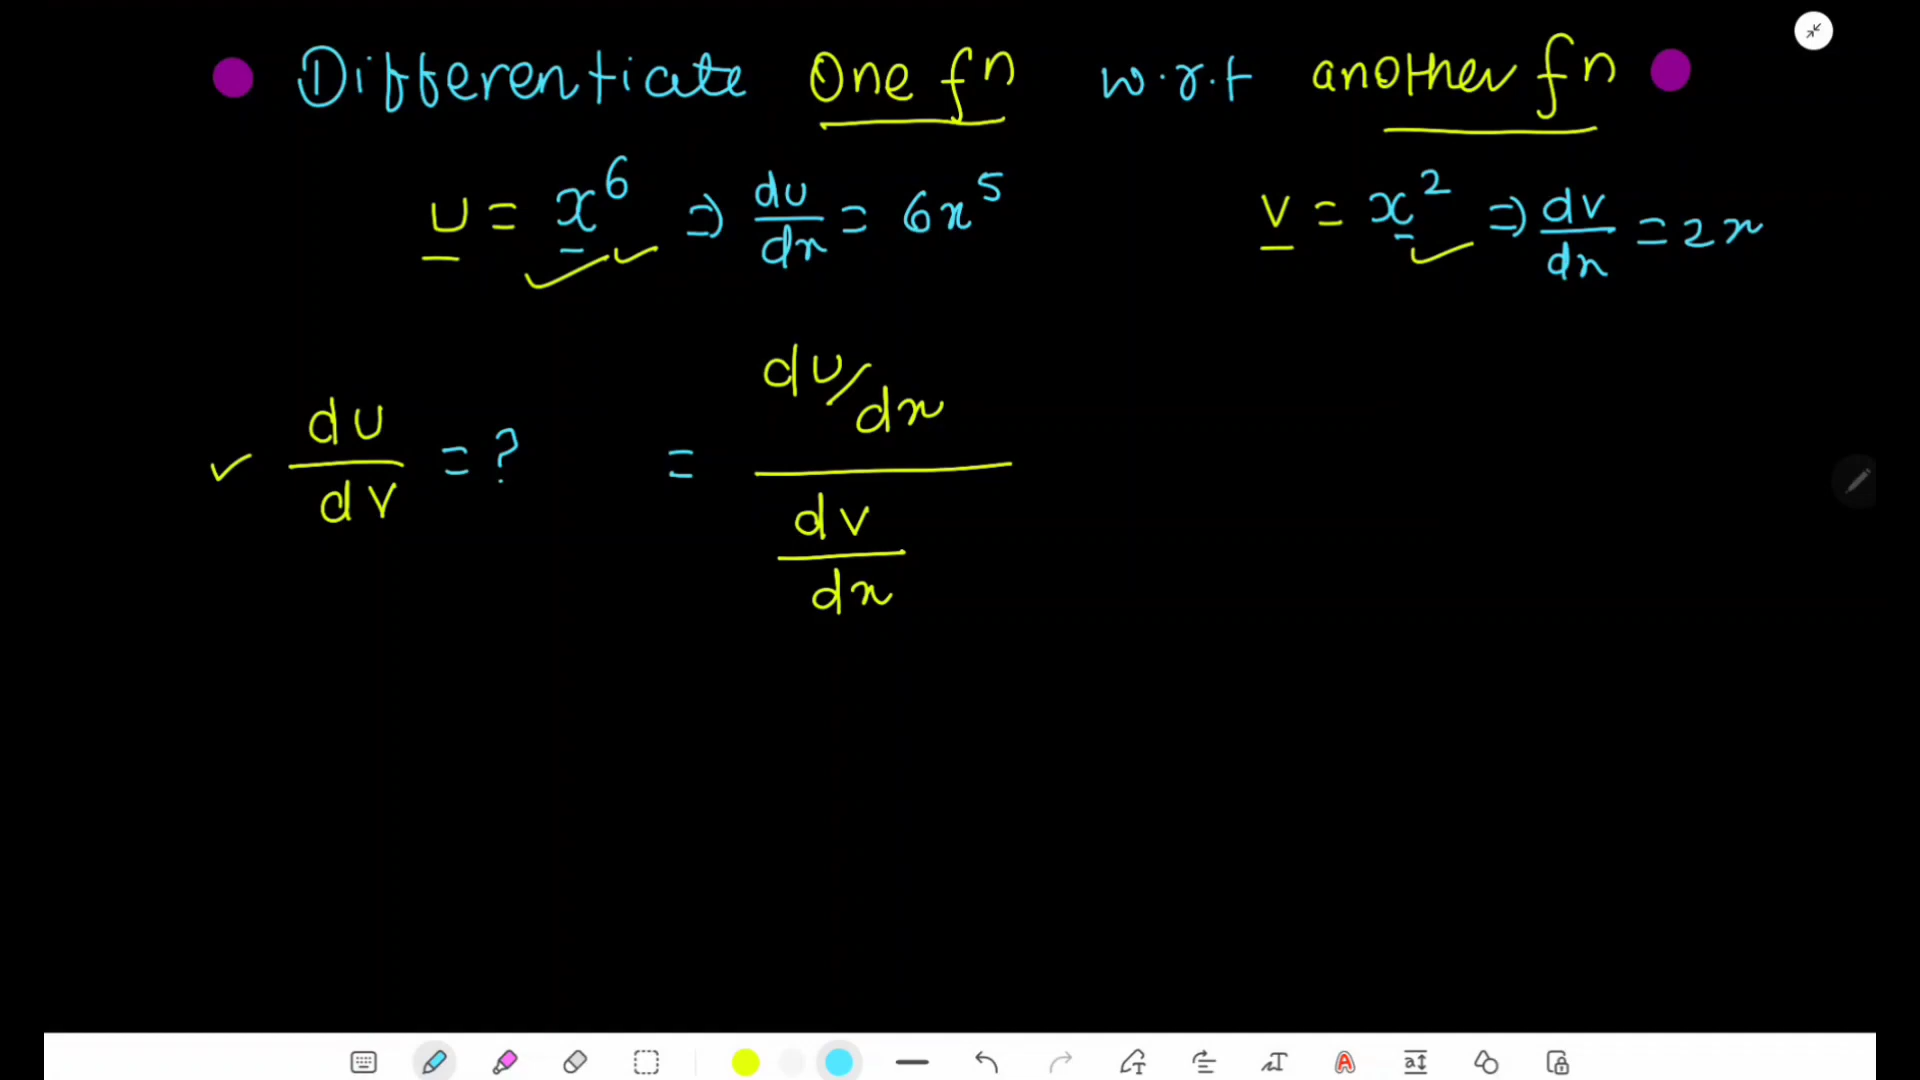 Differentiate One fn w.r.t another fn
u = x⁶ ⇒ du/dx = 6x⁵ v = x² ⇒ dv/dx = 2x
du/dv = ? = du/dx / dv/dx